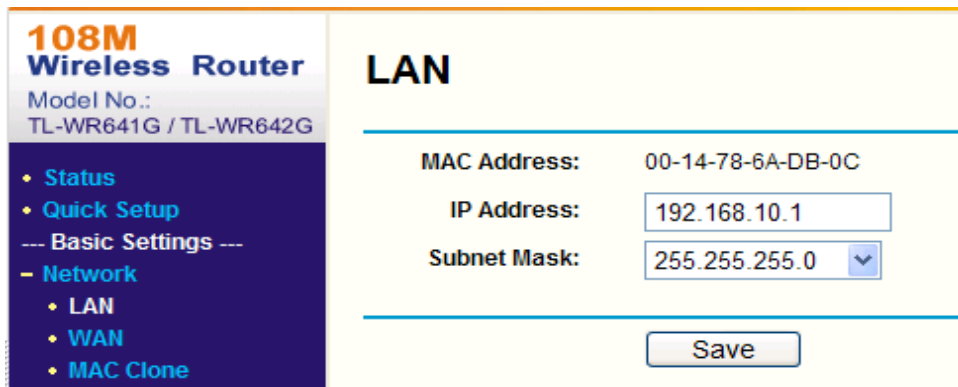 108M
Wireless Router
Model No.:
TL-WR641G / TL-WR642G
• Status
• Quick Setup
--- Basic Settings ---
– Network
• LAN
• WAN
• MAC Clone
LAN
MAC Address: 00-14-78-6A-DB-0C
IP Address: 192.168.10.1
Subnet Mask: 255.255.255.0
Save